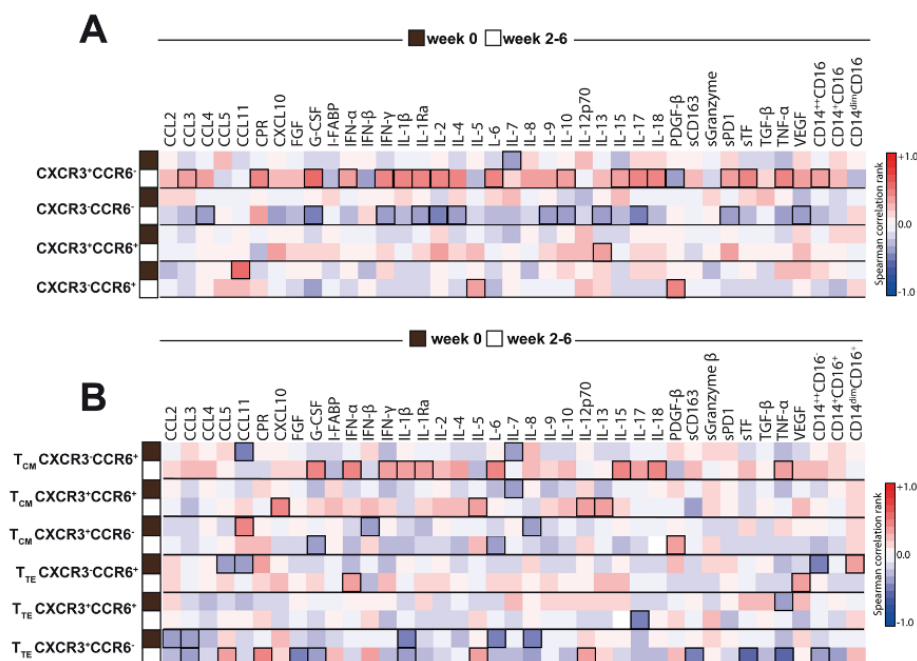 A
week 0 week 2-6
CCL2 CCL3 CCL4 CCL5 CCL11 CPR CXCL10 FGF G-CSF I-FABP IFN-α IFN-β IFN-γ IL-1β IL-1Ra IL-2 IL-4 IL-5 L-6 IL-7 IL-8 IL-9 IL-10 IL-12p70 IL-13 IL-15 IL-17 IL-18 PDGF-β sCD163 sGranzyme sPD1 sTF TGF-β TNF-α VEGF CD14⁺⁺CD16 CD14⁺CD16 CD14ᵈⁱᵐCD16
CXCR3⁺CCR6⁻
CXCR3⁻CCR6⁻
CXCR3⁺CCR6⁺
CXCR3⁻CCR6⁺
+1.0
0.0
-1.0
Spearman correlation rank
week 0 week 2-6
B
CCL2 CCL3 CCL4 CCL5 CCL11 CPR CXCL10 FGF G-CSF I-FABP IFN-α IFN-β IFN-γ IL-1β IL-1Ra IL-2 IL-4 IL-5 L-6 IL-7 IL-8 IL-9 IL-10 IL-12p70 IL-13 IL-15 IL-17 IL-18 PDGF-β sCD163 sGranzyme β sPD1 sTF TGF-β TNF-α VEGF CD14⁺⁺CD16⁻ CD14⁺CD16⁺ CD14ᵈⁱᵐCD16⁺
T_CM CXCR3⁻CCR6⁺
T_CM CXCR3⁺CCR6⁺
T_CM CXCR3⁺CCR6⁻
T_TE CXCR3⁻CCR6⁺
T_TE CXCR3⁺CCR6⁺
T_TE CXCR3⁺CCR6⁻
+1.0
0.0
-1.0
Spearman correlation rank